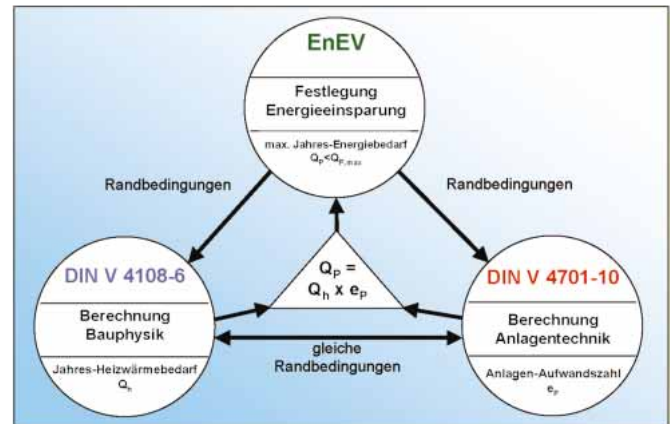 EnEV
Festlegung
Energieeinsparung
max. Jahres-Energiebedarf
Qₚ<Qₚ,ₘₐₓ
Randbedingungen
Randbedingungen
DIN V 4108-6
Berechnung
Bauphysik
Jahres-Heizwärmebedarf
Qₕ
Qₚ =
Qₕ x eₚ
gleiche
Randbedingungen
DIN V 4701-10
Berechnung
Anlagentechnik
Anlagen-Aufwandszahl
eₚ